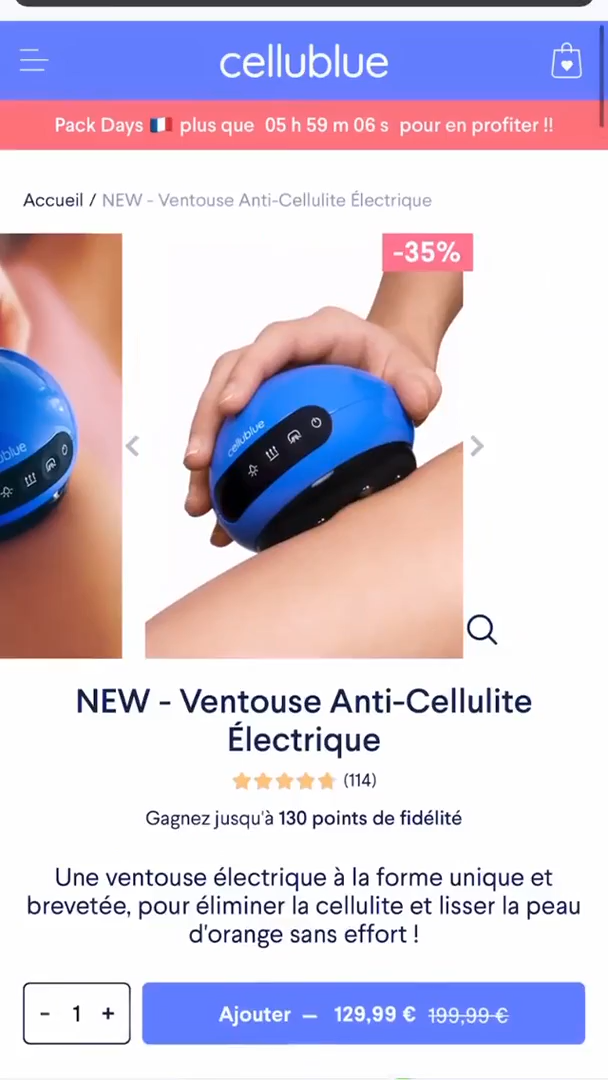 cellublue
Pack Days 🇫🇷 plus que 05 h 59 m 06 s pour en profiter !!
Accueil / NEW - Ventouse Anti-Cellulite Électrique
-35%
cellublue
NEW - Ventouse Anti-Cellulite
Électrique
(114)
Gagnez jusqu'à 130 points de fidélité
Une ventouse électrique à la forme unique et
brevetée, pour éliminer la cellulite et lisser la peau
d'orange sans effort !
- 1 + Ajouter — 129,99 € 199,99 €